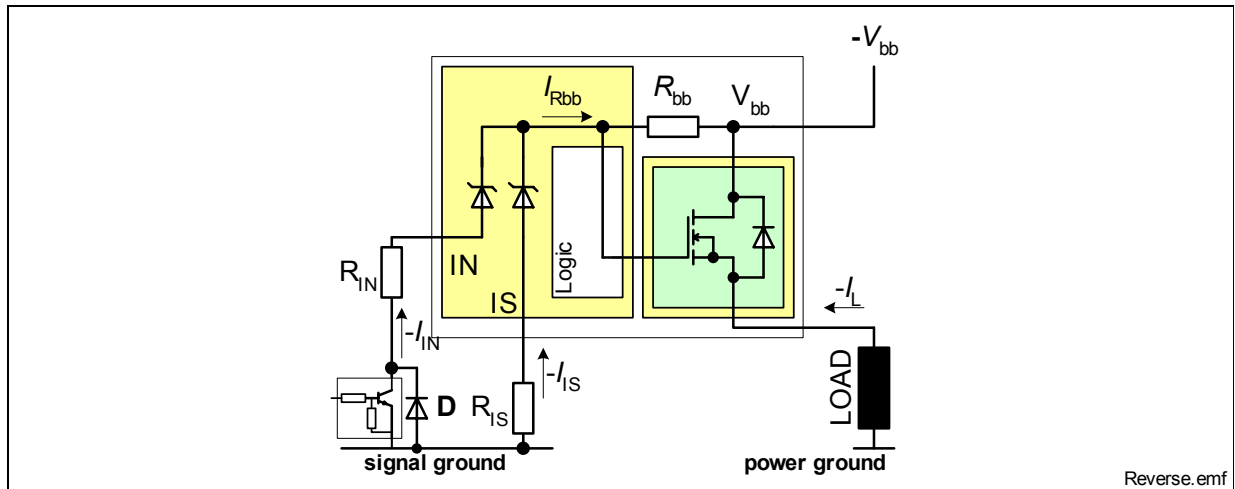 -Vbb
IRbb
Rbb
Vbb
Logic
RIN
IN
IS
-IL
-IIN
-IIS
D
RIS
LOAD
signal ground
power ground
Reverse.emf